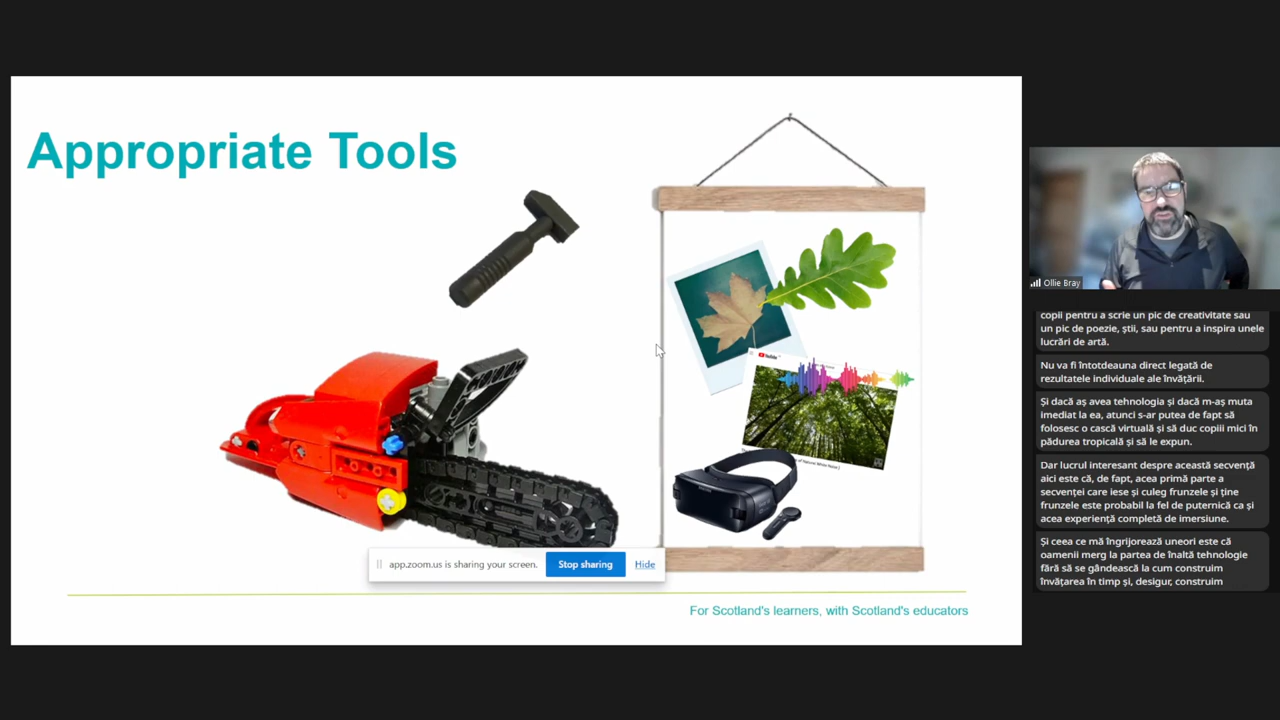 Appropriate Tools
YouTube
of Natural White Noise]
app.zoom.us is sharing your screen.
Stop sharing
Hide
For Scotland's learners, with Scotland's educators
Ollie Bray
copii pentru a scrie un pic de creativitate sau
un pic de poezie, știi, sau pentru a inspira unele
lucrări de artă.
Nu va fi întotdeauna direct legată de
rezultatele individuale ale învățării.
Și dacă aș avea tehnologia și dacă m-aș muta
imediat la ea, atunci s-ar putea de fapt să
folosesc o cască virtuală și să duc copiii mici în
pădurea tropicală și să le expun.
Dar lucrul interesant despre această secvență
aici este că, de fapt, acea primă parte a
secvenței care iese și culeg frunzele și ține
frunzele este probabil la fel de puternică ca și
acea experiență completă de imersiune.
Și ceea ce mă îngrijorează uneori este că
oamenii merg la partea de înaltă tehnologie
fără să se gândească la cum construim
învățarea în timp și, desigur, construim